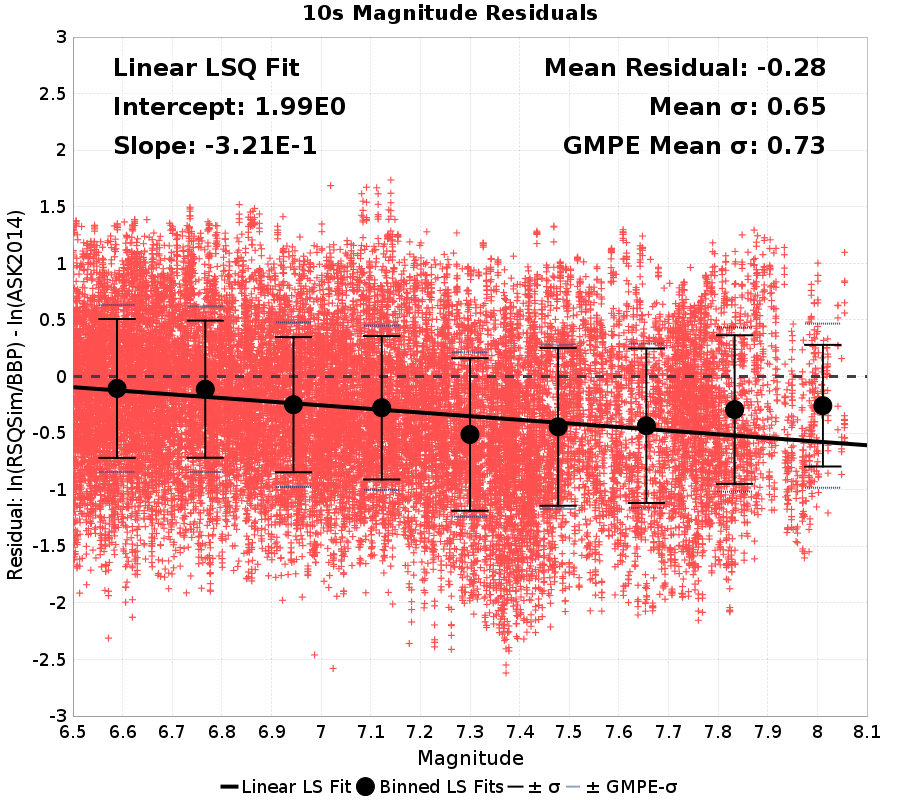 10s Magnitude Residuals
Linear LSQ Fit
Intercept: 1.99E0
Slope: -3.21E-1
Mean Residual: -0.28
Mean σ: 0.65
GMPE Mean σ: 0.73
Residual: ln(RSQSim/BBP) - ln(ASK2014)
3
2.5
2
1.5
1
0.5
0
-0.5
-1
-1.5
-2
-2.5
-3
6.5 6.6 6.7 6.8 6.9 7 7.1 7.2 7.3 7.4 7.5 7.6 7.7 7.8 7.9 8 8.1
Magnitude
Linear LS Fit Binned LS Fits ± σ ± GMPE-σ